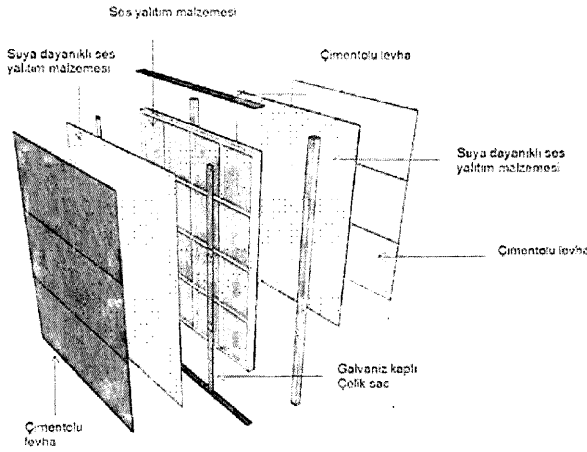 Ses yalıtım malzemesi
Suya dayanıklı ses
yalıtım malzemesi
Çimentolu levha
Suya dayanıklı ses
yalıtım malzemesi
Çimentolu levha
Galvaniz kaplı
Çelik sac
Çimentolu
levha